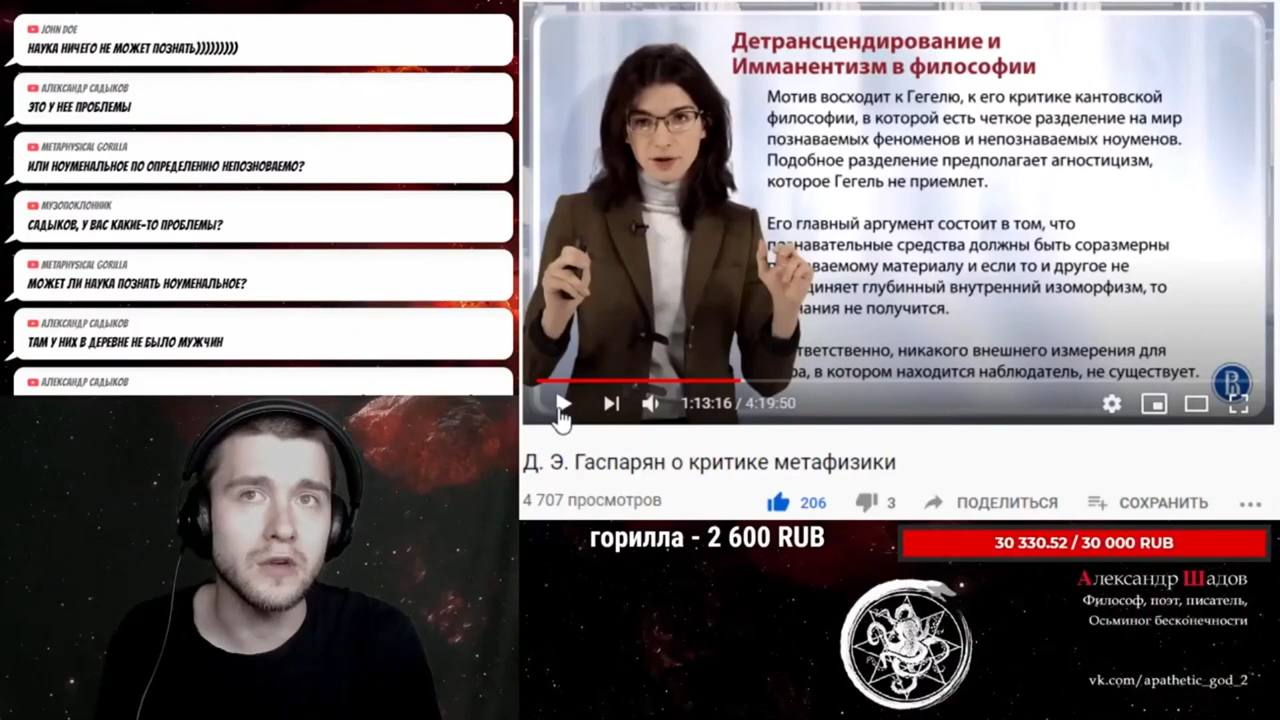 JOHN DOE
НАУКА НИЧЕГО НЕ МОЖЕТ ПОЗНАТЬ)))))))))
АЛЕКСАНДР САДЫКОВ
ЭТО У НЕЕ ПРОБЛЕМЫ
METAPHYSICAL GORILLA
ИЛИ НОУМЕНАЛЬНОЕ ПО ОПРЕДЕЛЕНИЮ НЕПОЗНОВАЕМО?
МУЗОПОКЛОННИК
САДЫКОВ, У ВАС КАКИЕ-ТО ПРОБЛЕМЫ?
METAPHYSICAL GORILLA
МОЖЕТ ЛИ НАУКА ПОЗНАТЬ НОУМЕНАЛЬНОЕ?
АЛЕКСАНДР САДЫКОВ
ТАМ У НИХ В ДЕРЕВНЕ НЕ БЫЛО МУЖЧИН
АЛЕКСАНДР САДЫКОВ
Детрансцендирование и
Имманентизм в философии
Мотив восходит к Гегелю, к его критике кантовской
философии, в которой есть четкое разделение на мир
познаваемых феноменов и непознаваемых ноуменов.
Подобное разделение предполагает агностицизм,
которое Гегель не приемлет.
Его главный аргумент состоит в том, что
познавательные средства должны быть соразмерны
материалу и если то и другое не
глубинный внутренний изоморфизм, то
не получится.
никакого внешнего измерения для
в котором находится наблюдатель, не существует.
1:13:16 / 4:19:50
Д. Э. Гаспарян о критике метафизики
4 707 просмотров
206
3
ПОДЕЛИТЬСЯ
СОХРАНИТЬ
горилла - 2 600 RUB
30 330.52 / 30 000 RUB
Александр Шадов
Философ, поэт, писатель,
Осьминог бесконечности
vk.com/apathetic_god_2